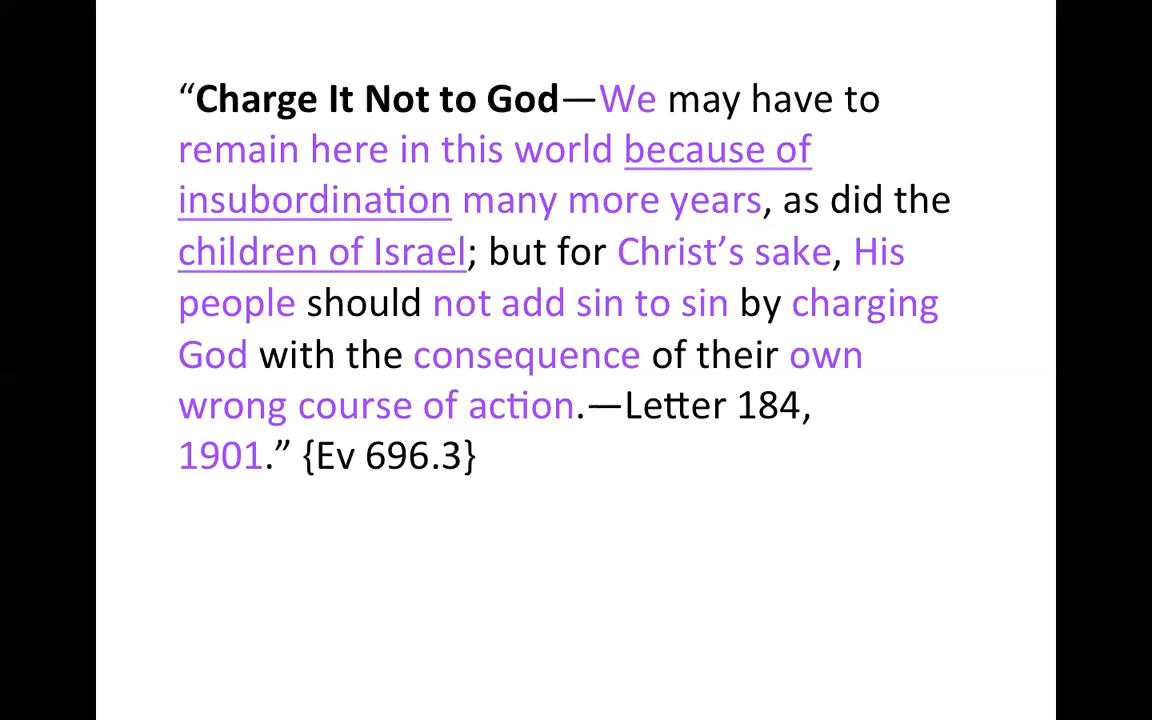 “Charge It Not to God—We may have to
remain here in this world because of
insubordination many more years, as did the
children of Israel; but for Christ’s sake, His
people should not add sin to sin by charging
God with the consequence of their own
wrong course of action.—Letter 184,
1901.” {Ev 696.3}